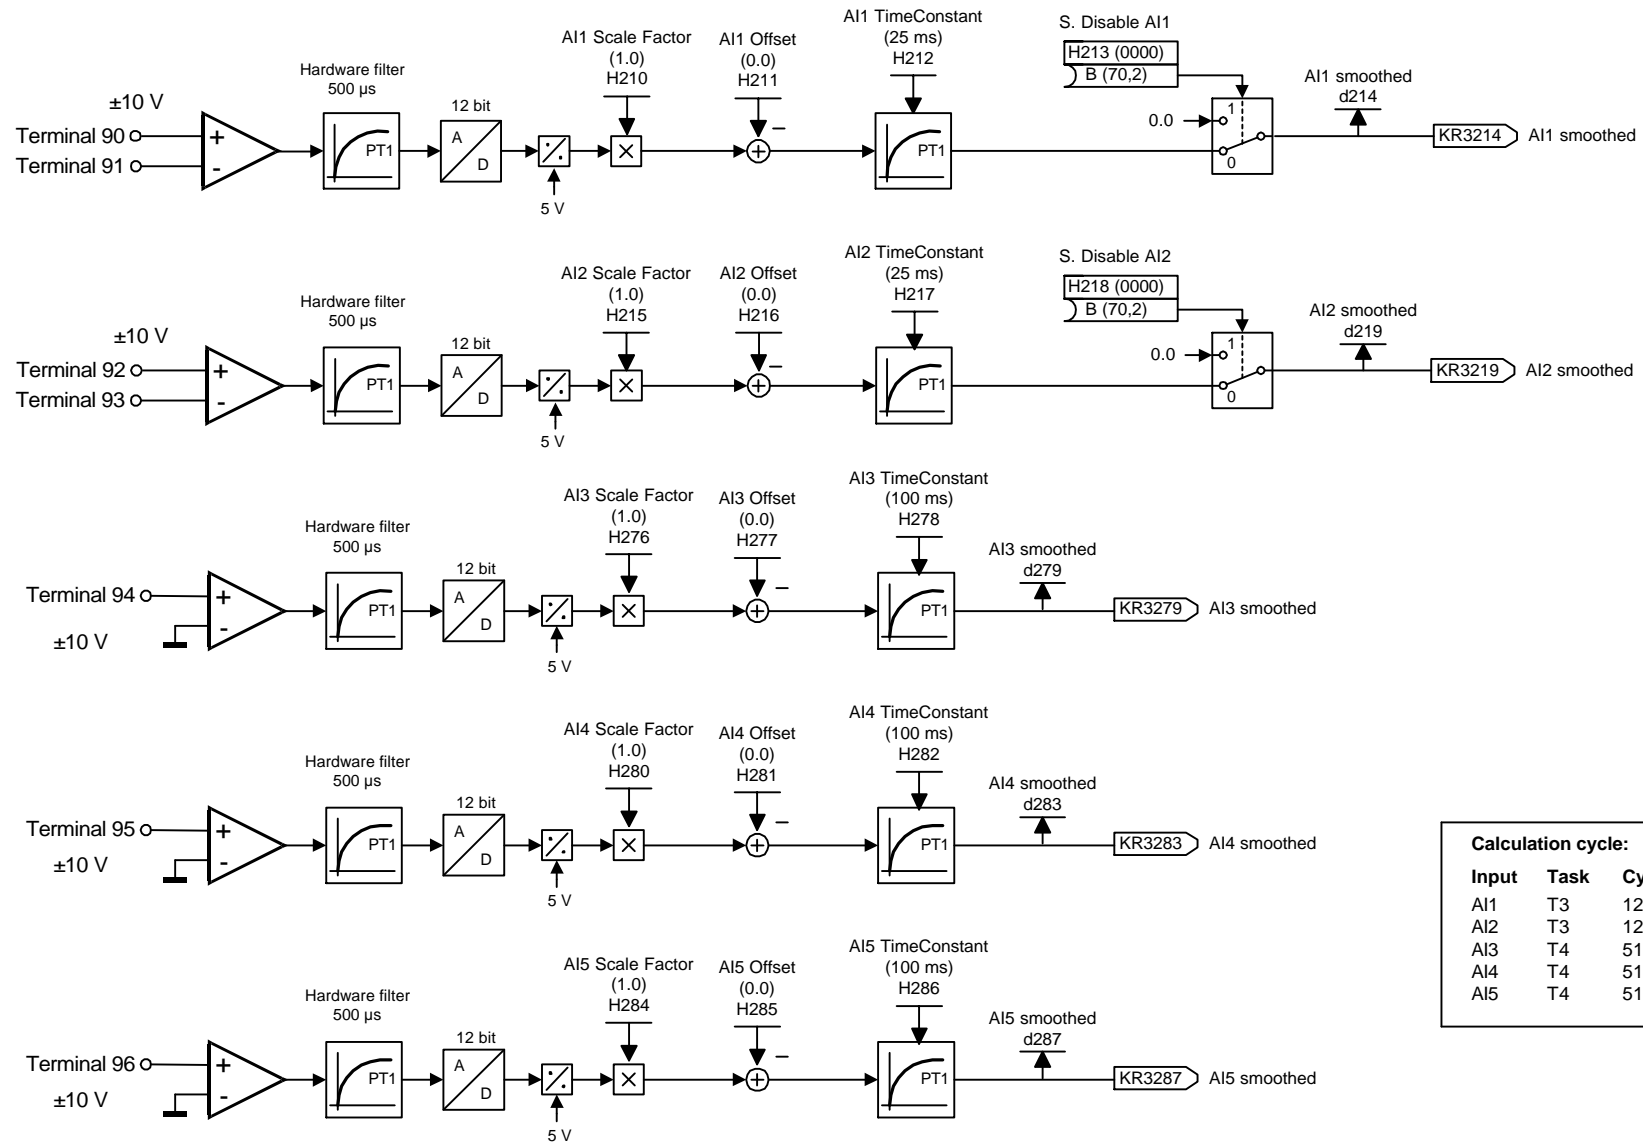 AI1 Scale Factor
(1.0)
H210
AI1 Offset
(0.0)
H211
AI1 TimeConstant
(25 ms)
H212
S. Disable AI1
H213 (0000)
B (70,2)
Hardware filter
500 µs
12 bit
±10 V
Terminal 90
Terminal 91
+
-
PT1
A
D
5 V
×
+
−
PT1
0.0
1
0
AI1 smoothed
d214
KR3214 AI1 smoothed
AI2 Scale Factor
(1.0)
H215
AI2 Offset
(0.0)
H216
AI2 TimeConstant
(25 ms)
H217
S. Disable AI2
H218 (0000)
B (70,2)
Hardware filter
500 µs
12 bit
±10 V
Terminal 92
Terminal 93
+
-
PT1
A
D
5 V
×
+
−
PT1
0.0
1
0
AI2 smoothed
d219
KR3219 AI2 smoothed
AI3 Scale Factor
(1.0)
H276
AI3 Offset
(0.0)
H277
AI3 TimeConstant
(100 ms)
H278
Hardware filter
500 µs
12 bit
Terminal 94
±10 V
+
-
PT1
A
D
5 V
×
+
−
PT1
AI3 smoothed
d279
KR3279 AI3 smoothed
AI4 Scale Factor
(1.0)
H280
AI4 Offset
(0.0)
H281
AI4 TimeConstant
(100 ms)
H282
Hardware filter
500 µs
12 bit
Terminal 95
±10 V
+
-
PT1
A
D
5 V
×
+
−
PT1
AI4 smoothed
d283
KR3283 AI4 smoothed
AI5 Scale Factor
(1.0)
H284
AI5 Offset
(0.0)
H285
AI5 TimeConstant
(100 ms)
H286
Hardware filter
500 µs
12 bit
Terminal 96
±10 V
+
-
PT1
A
D
5 V
×
+
−
PT1
AI5 smoothed
d287
KR3287 AI5 smoothed
Calculation cycle:
Input Task Cy
AI1 T3 12
AI2 T3 12
AI3 T4 51
AI4 T4 51
AI5 T4 51